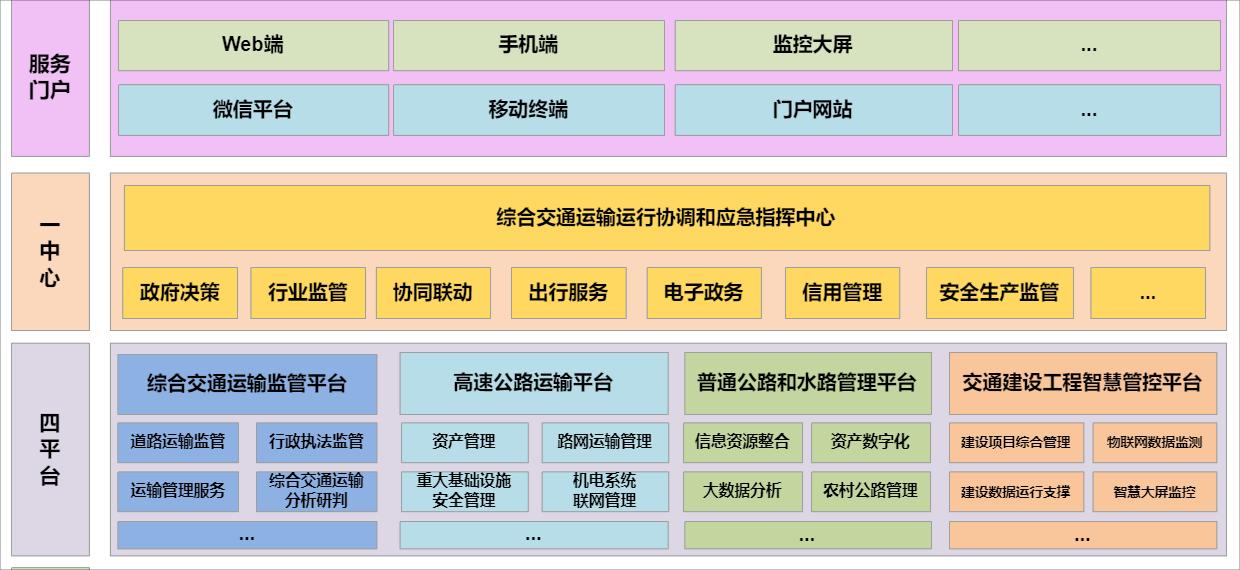 服务
门户
Web端
手机端
监控大屏
...
微信平台
移动终端
门户网站
...
一
中
心
综合交通运输运行协调和应急指挥中心
政府决策
行业监管
协同联动
出行服务
电子政务
信用管理
安全生产监管
...
四
平
台
综合交通运输监管平台
高速公路运输平台
普通公路和水路管理平台
交通建设工程智慧管控平台
道路运输监管
行政执法监管
资产管理
路网运输管理
信息资源整合
资产数字化
建设项目综合管理
物联网数据监测
运输管理服务
综合交通运输
分析研判
重大基础设施
安全管理
机电系统
联网管理
大数据分析
农村公路管理
建设数据运行支撑
智慧大屏监控
...
...
...
...